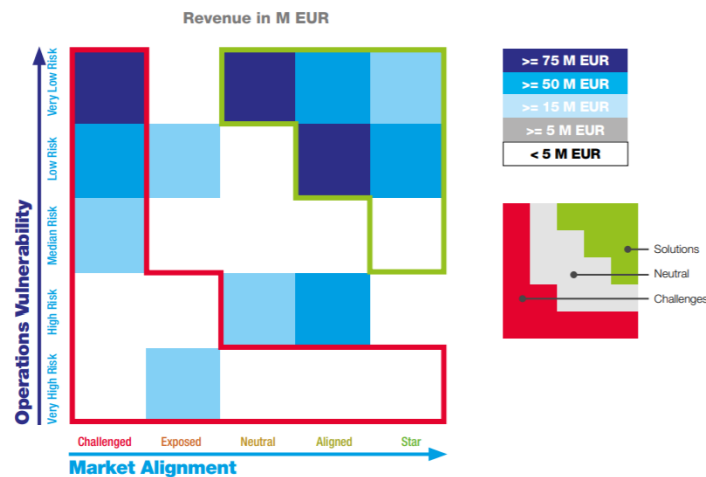 Revenue in M EUR
Operations Vulnerability
Very Low Risk
Low Risk
Median Risk
High Risk
Very High Risk
Challenged
Exposed
Neutral
Aligned
Star
Market Alignment
>= 75 M EUR
>= 50 M EUR
>= 15 M EUR
>= 5 M EUR
< 5 M EUR
Solutions
Neutral
Challenges